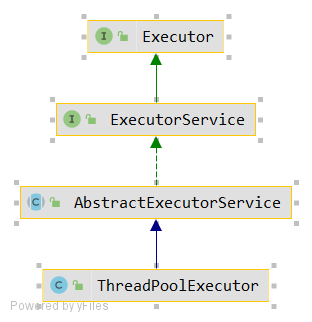 I Executor
I ExecutorService
C AbstractExecutorService
C ThreadPoolExecutor
Powered by yFiles